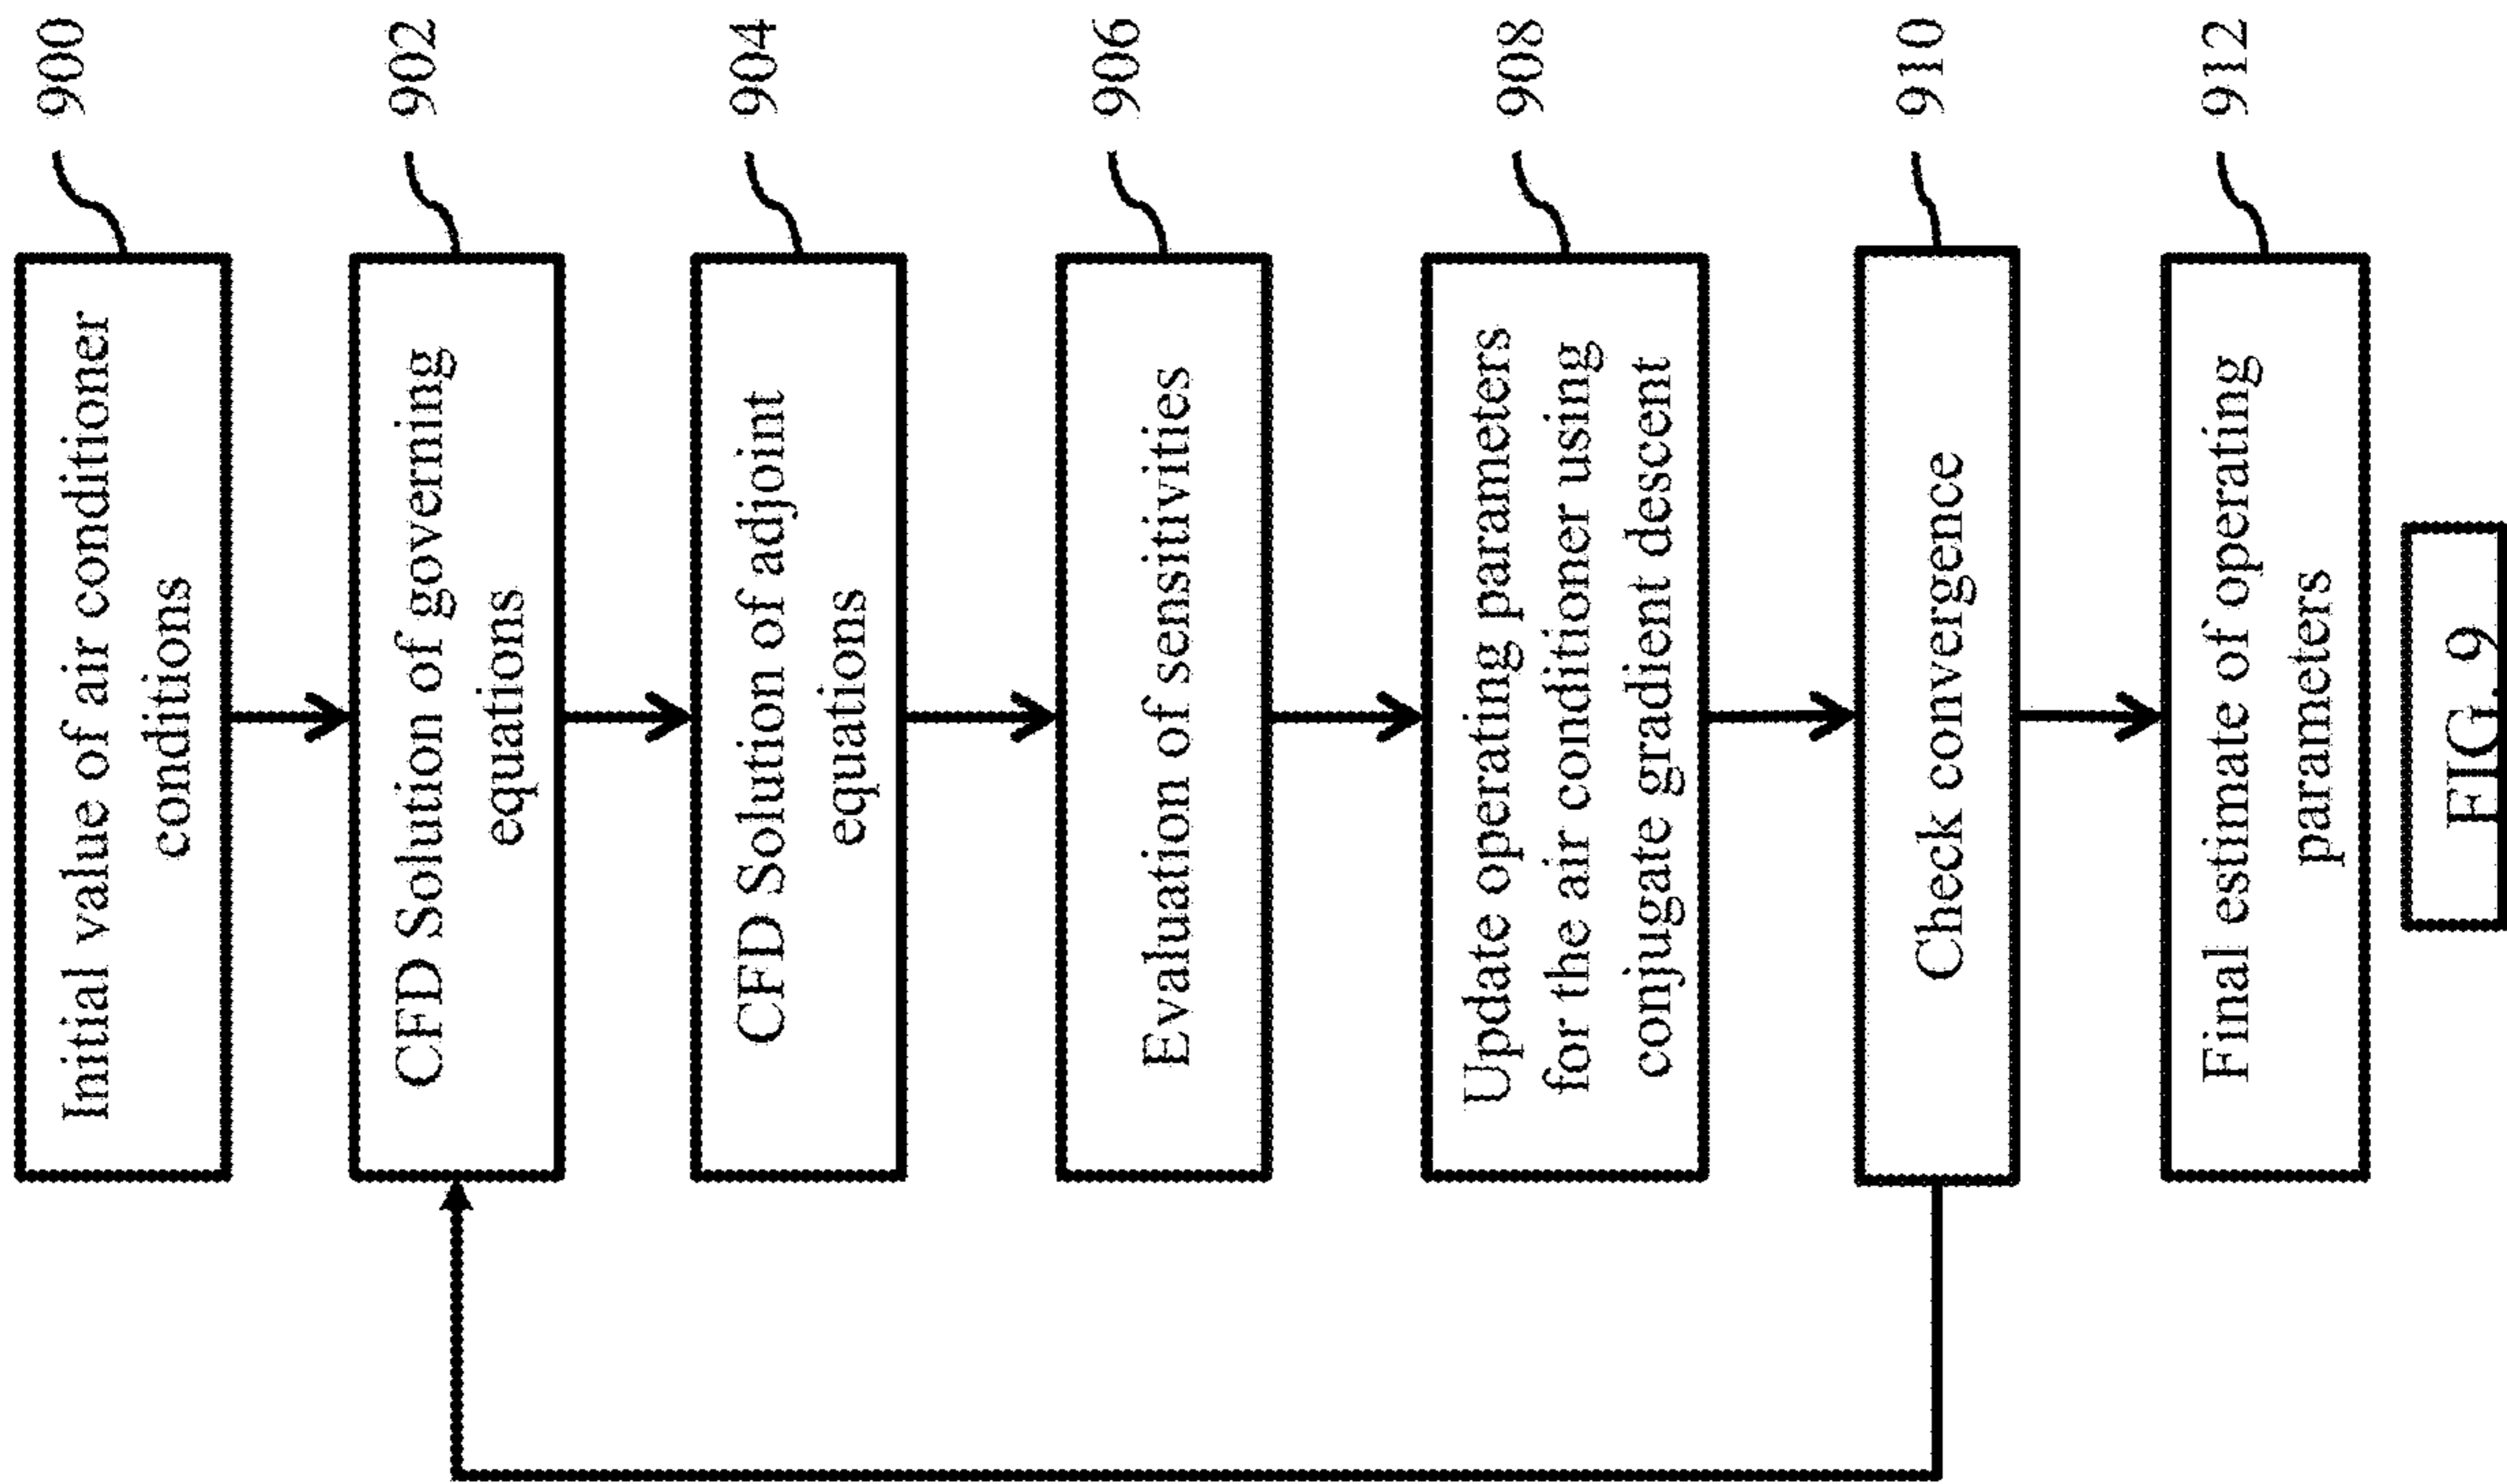 Initial value of air conditioner
conditions
900
CFD Solution of governing
equations
902
CFD Solution of adjoint
equations
904
Evaluation of sensitivities
906
Update operating parameters
for the air conditioner using
conjugate gradient descent
908
Check convergence
910
Final estimate of operating
parameters
912
FIG. 9